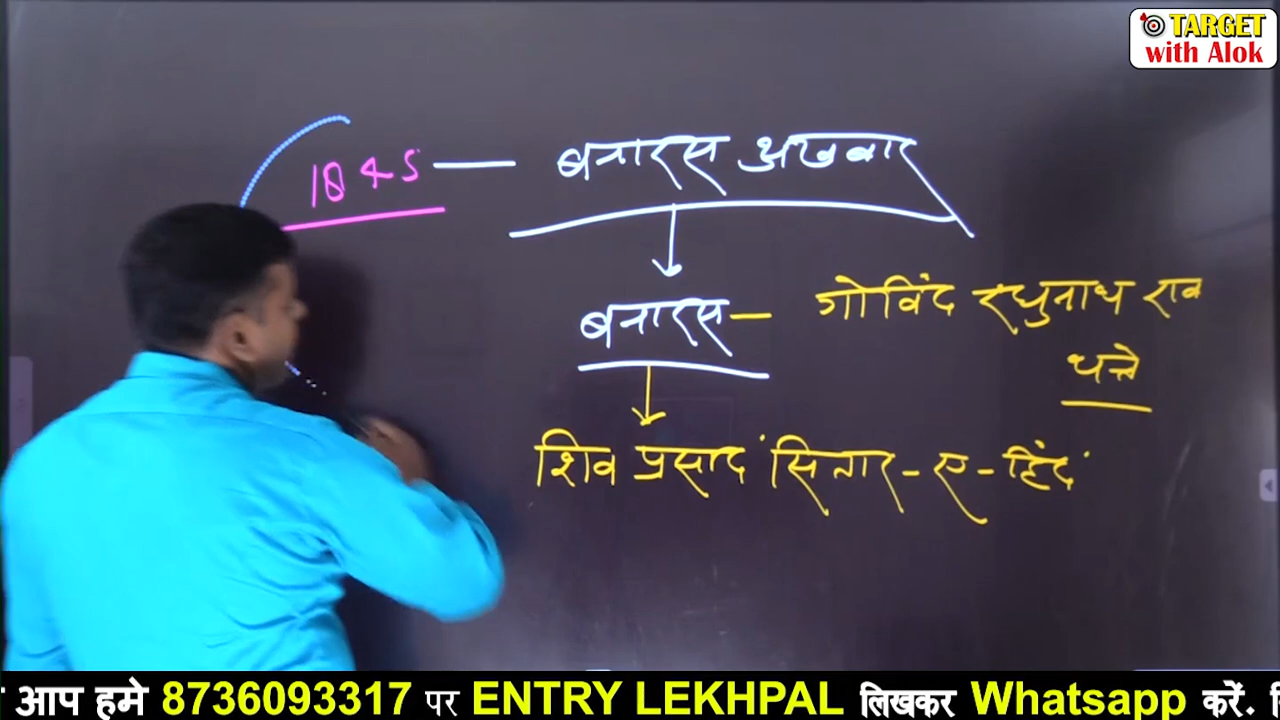 TARGET
with Alok
1845 — बनारस अखबार
बनारस — गोविंद रघुनाथ राव
थत्ते
शिव प्रसाद सितार-ए-हिंद
आप हमे 8736093317 पर ENTRY LEKHPAL लिखकर Whatsapp करें.